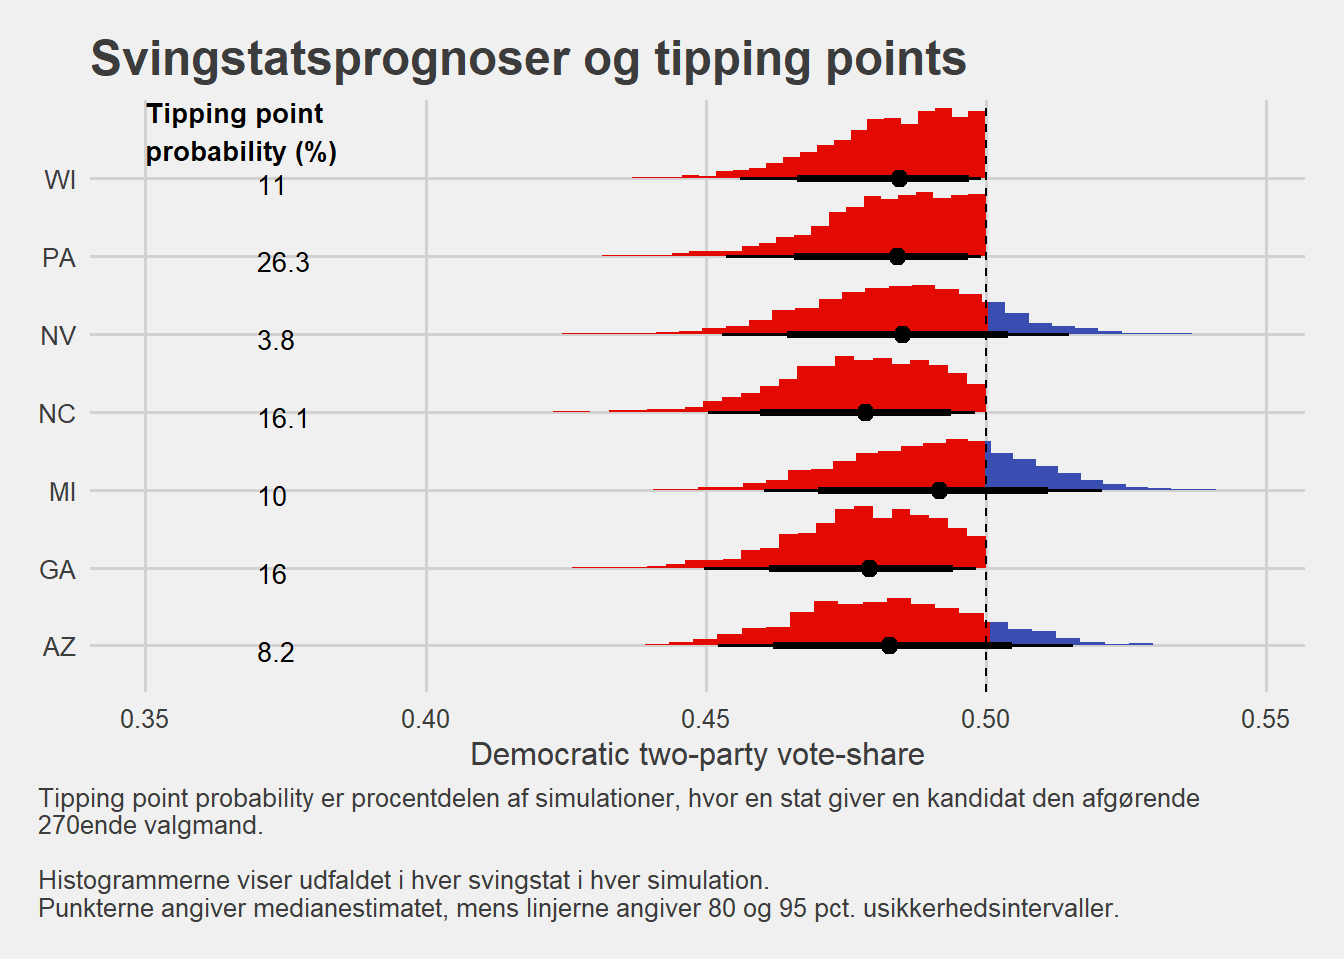 Svingstatsprognoser og tipping points
Tipping point
probability (%)
WI
11
PA
26.3
NV
3.8
NC
16.1
MI
10
GA
16
AZ
8.2
0.35 0.40 0.45 0.50 0.55
Democratic two-party vote-share
Tipping point probability er procentdelen af simulationer, hvor en stat giver en kandidat den afgørende
270ende valgmand.
Histogrammerne viser udfaldet i hver svingstat i hver simulation.
Punkterne angiver medianestimatet, mens linjerne angiver 80 og 95 pct. usikkerhedsintervaller.